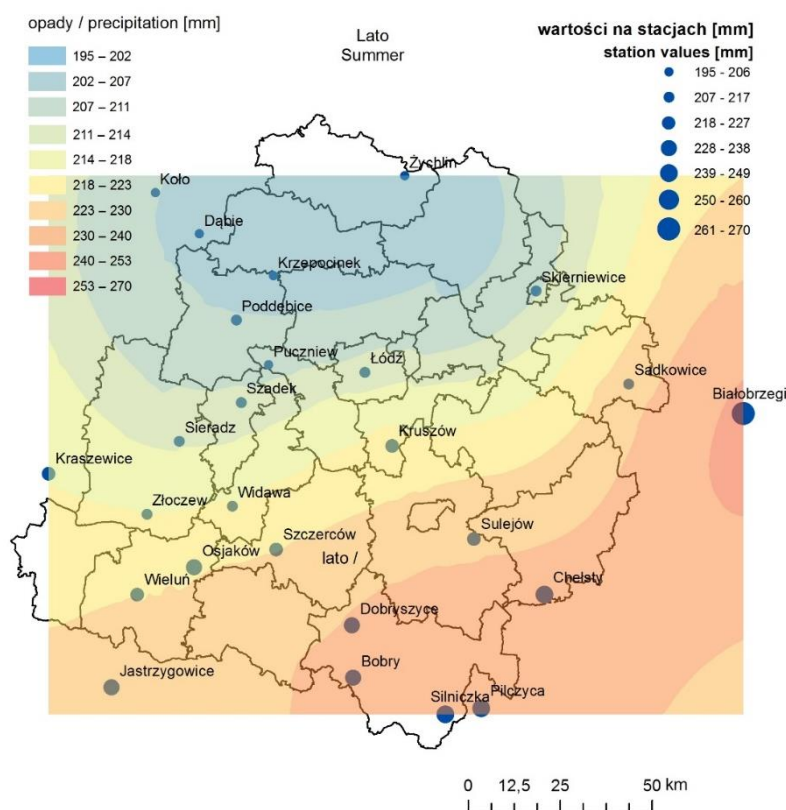 opady / precipitation [mm]
195 – 202
202 – 207
207 – 211
211 – 214
214 – 218
218 – 223
223 – 230
230 – 240
240 – 253
253 – 270
Lato
Summer
wartości na stacjach [mm]
station values [mm]
195 - 206
207 - 217
218 - 227
228 - 238
239 - 249
250 - 260
261 - 270
Żychlin
Koło
Dąbie
Krzepocinek
Skierniewice
Poddębice
Puczniew
Łódź
Sadkowice
Białobrzegi
Szadek
Sieradz
Kruszów
Kraszewice
Widawa
Złoczew
Sulejów
Szczerców
lato /
Osjaków
Wieluń
Chelsty
Dobryszyce
Bobry
Jastrzygowice
Silniczka
Pilczyca
0 12,5 25 50 km